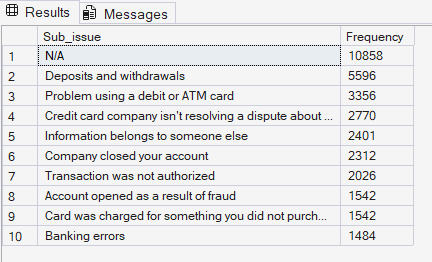 Results Messages
Sub_issue Frequency
1 N/A 10858
2 Deposits and withdrawals 5596
3 Problem using a debit or ATM card 3356
4 Credit card company isn't resolving a dispute about ... 2770
5 Information belongs to someone else 2401
6 Company closed your account 2312
7 Transaction was not authorized 2026
8 Account opened as a result of fraud 1542
9 Card was charged for something you did not purch... 1542
10 Banking errors 1484